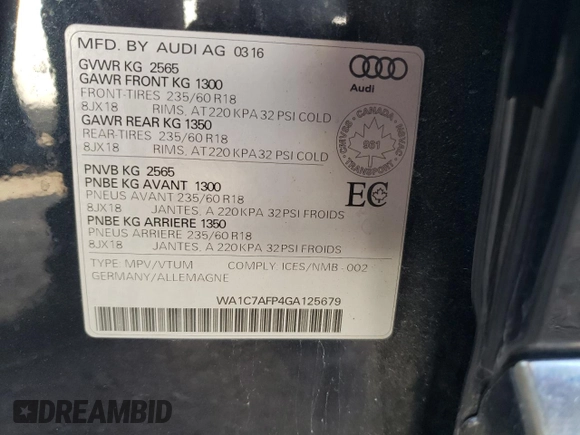 MFD. BY AUDI AG 03 16
GVWR KG 2565
GAWR FRONT KG 1300
FRONT-TIRES 235/60 R18
8JX18 RIMS, AT 220 KPA 32 PSI COLD
GAWR REAR KG 1350
REAR-TIRES 235/60 R18
8JX18 RIMS, AT 220 KPA 32 PSI COLD
Audi
CANADA
NSVAC
TRANSPORT
SVNAC
961
PNVB KG 2565
PNBE KG AVANT 1300
PNEUS AVANT 235/60 R18
8JX18 JANTES, A 220 KPA 32 PSI FROIDS
PNBE KG ARRIERE 1350
PNEUS ARRIERE 235/60 R18
8JX18 JANTES, A 220 KPA 32 PSI FROIDS
EC
TYPE: MPV/VTUM COMPLY. ICES/NMB -002
GERMANY/ALLEMAGNE
WA1C7AFP4GA125679
DREAMBID